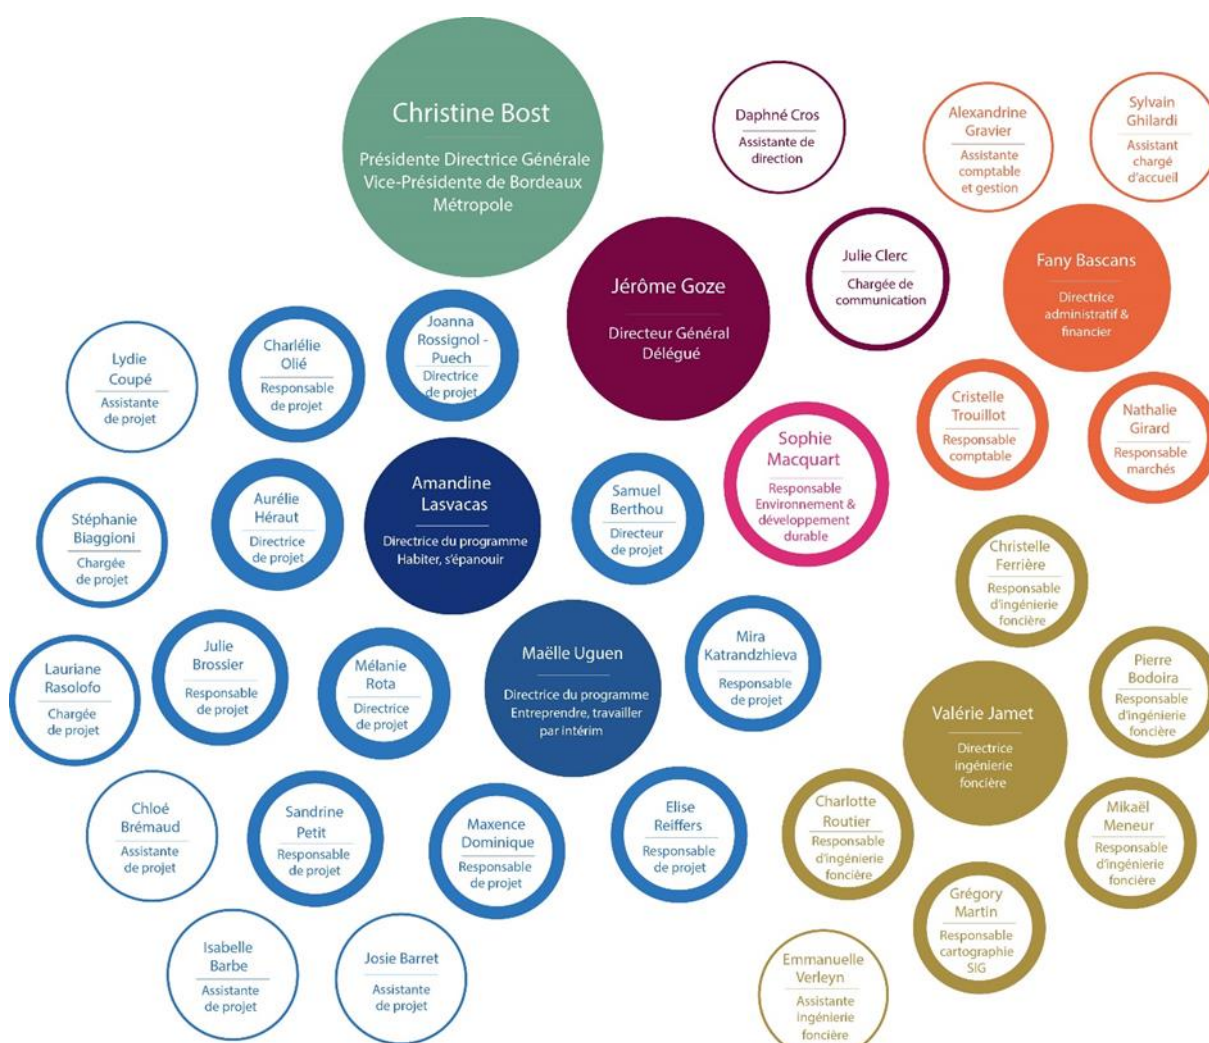 Christine Bost
Présidente Directrice Générale
Vice-Présidente de Bordeaux
Métropole
Daphné Cros
Assistante de
direction
Alexandrine
Gravier
Assistante
comptable
et gestion
Sylvain
Ghilardi
Assistant
chargé
d'accueil
Jérôme Goze
Directeur Général
Délégué
Julie Clerc
Chargée de
communication
Fany Bascans
Directrice
administratif &
financier
Lydie
Coupé
Assistante
de projet
Charlélie
Olié
Responsable
de projet
Joanna
Rossignol -
Puech
Directrice
de projet
Cristelle
Trouillot
Responsable
comptable
Nathalie
Girard
Responsable
marchés
Sophie
Macquart
Responsable
Environnement &
développement
durable
Stéphanie
Biaggioni
Chargée
de projet
Aurélie
Héraut
Directrice
de projet
Amandine
Lasvacas
Directrice du programme
Habiter, s'épanouir
Samuel
Berthou
Directeur
de projet
Christelle
Ferrière
Responsable
d'ingénierie
foncière
Lauriane
Rasolofo
Chargée
de projet
Julie
Brossier
Responsable
de projet
Mélanie
Rota
Directrice
de projet
Maëlle Uguen
Directrice du programme
Entreprendre, travailler
par intérim
Mira
Katrandzhieva
Responsable
de projet
Pierre
Bodoira
Responsable
d'ingénierie
foncière
Valérie Jamet
Directrice
ingénierie
foncière
Chloé
Brémaud
Assistante
de projet
Sandrine
Petit
Responsable
de projet
Maxence
Dominique
Responsable
de projet
Elise
Reiffers
Responsable
de projet
Charlotte
Routier
Responsable
d'ingénierie
foncière
Mikaël
Meneur
Responsable
d'ingénierie
foncière
Grégory
Martin
Responsable
cartographie
SIG
Isabelle
Barbe
Assistante
de projet
Josie Barret
Assistante
de projet
Emmanuelle
Verleyn
Assistante
ingénierie
foncière